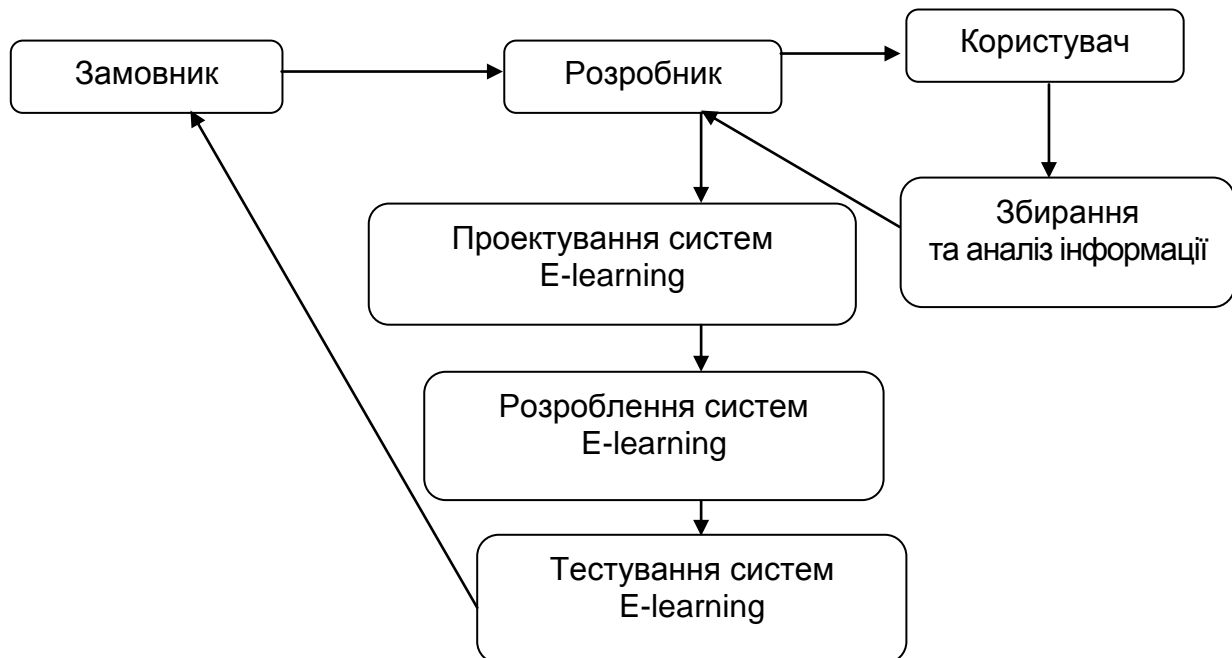 Замовник
Розробник
Користувач
Збирання
та аналіз інформації
Проектування систем
E-learning
Розроблення систем
E-learning
Тестування систем
E-learning